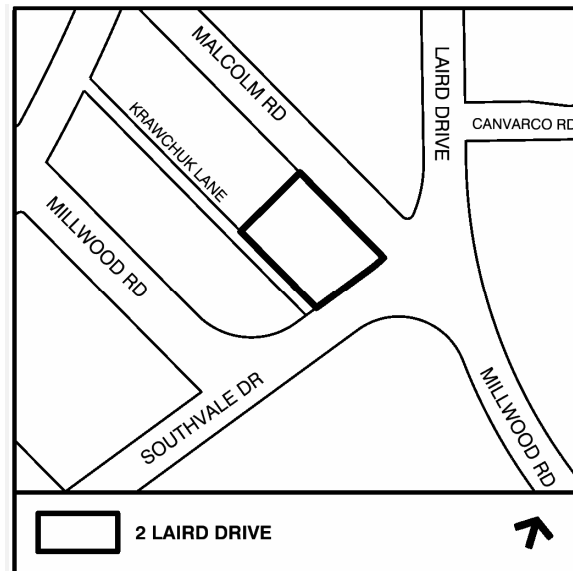 MALCOLM RD
LAIRD DRIVE
CANVARCO RD
KRAWCHUK LANE
MILLWOOD RD
SOUTHVALE DR
MILLWOOD RD
2 LAIRD DRIVE